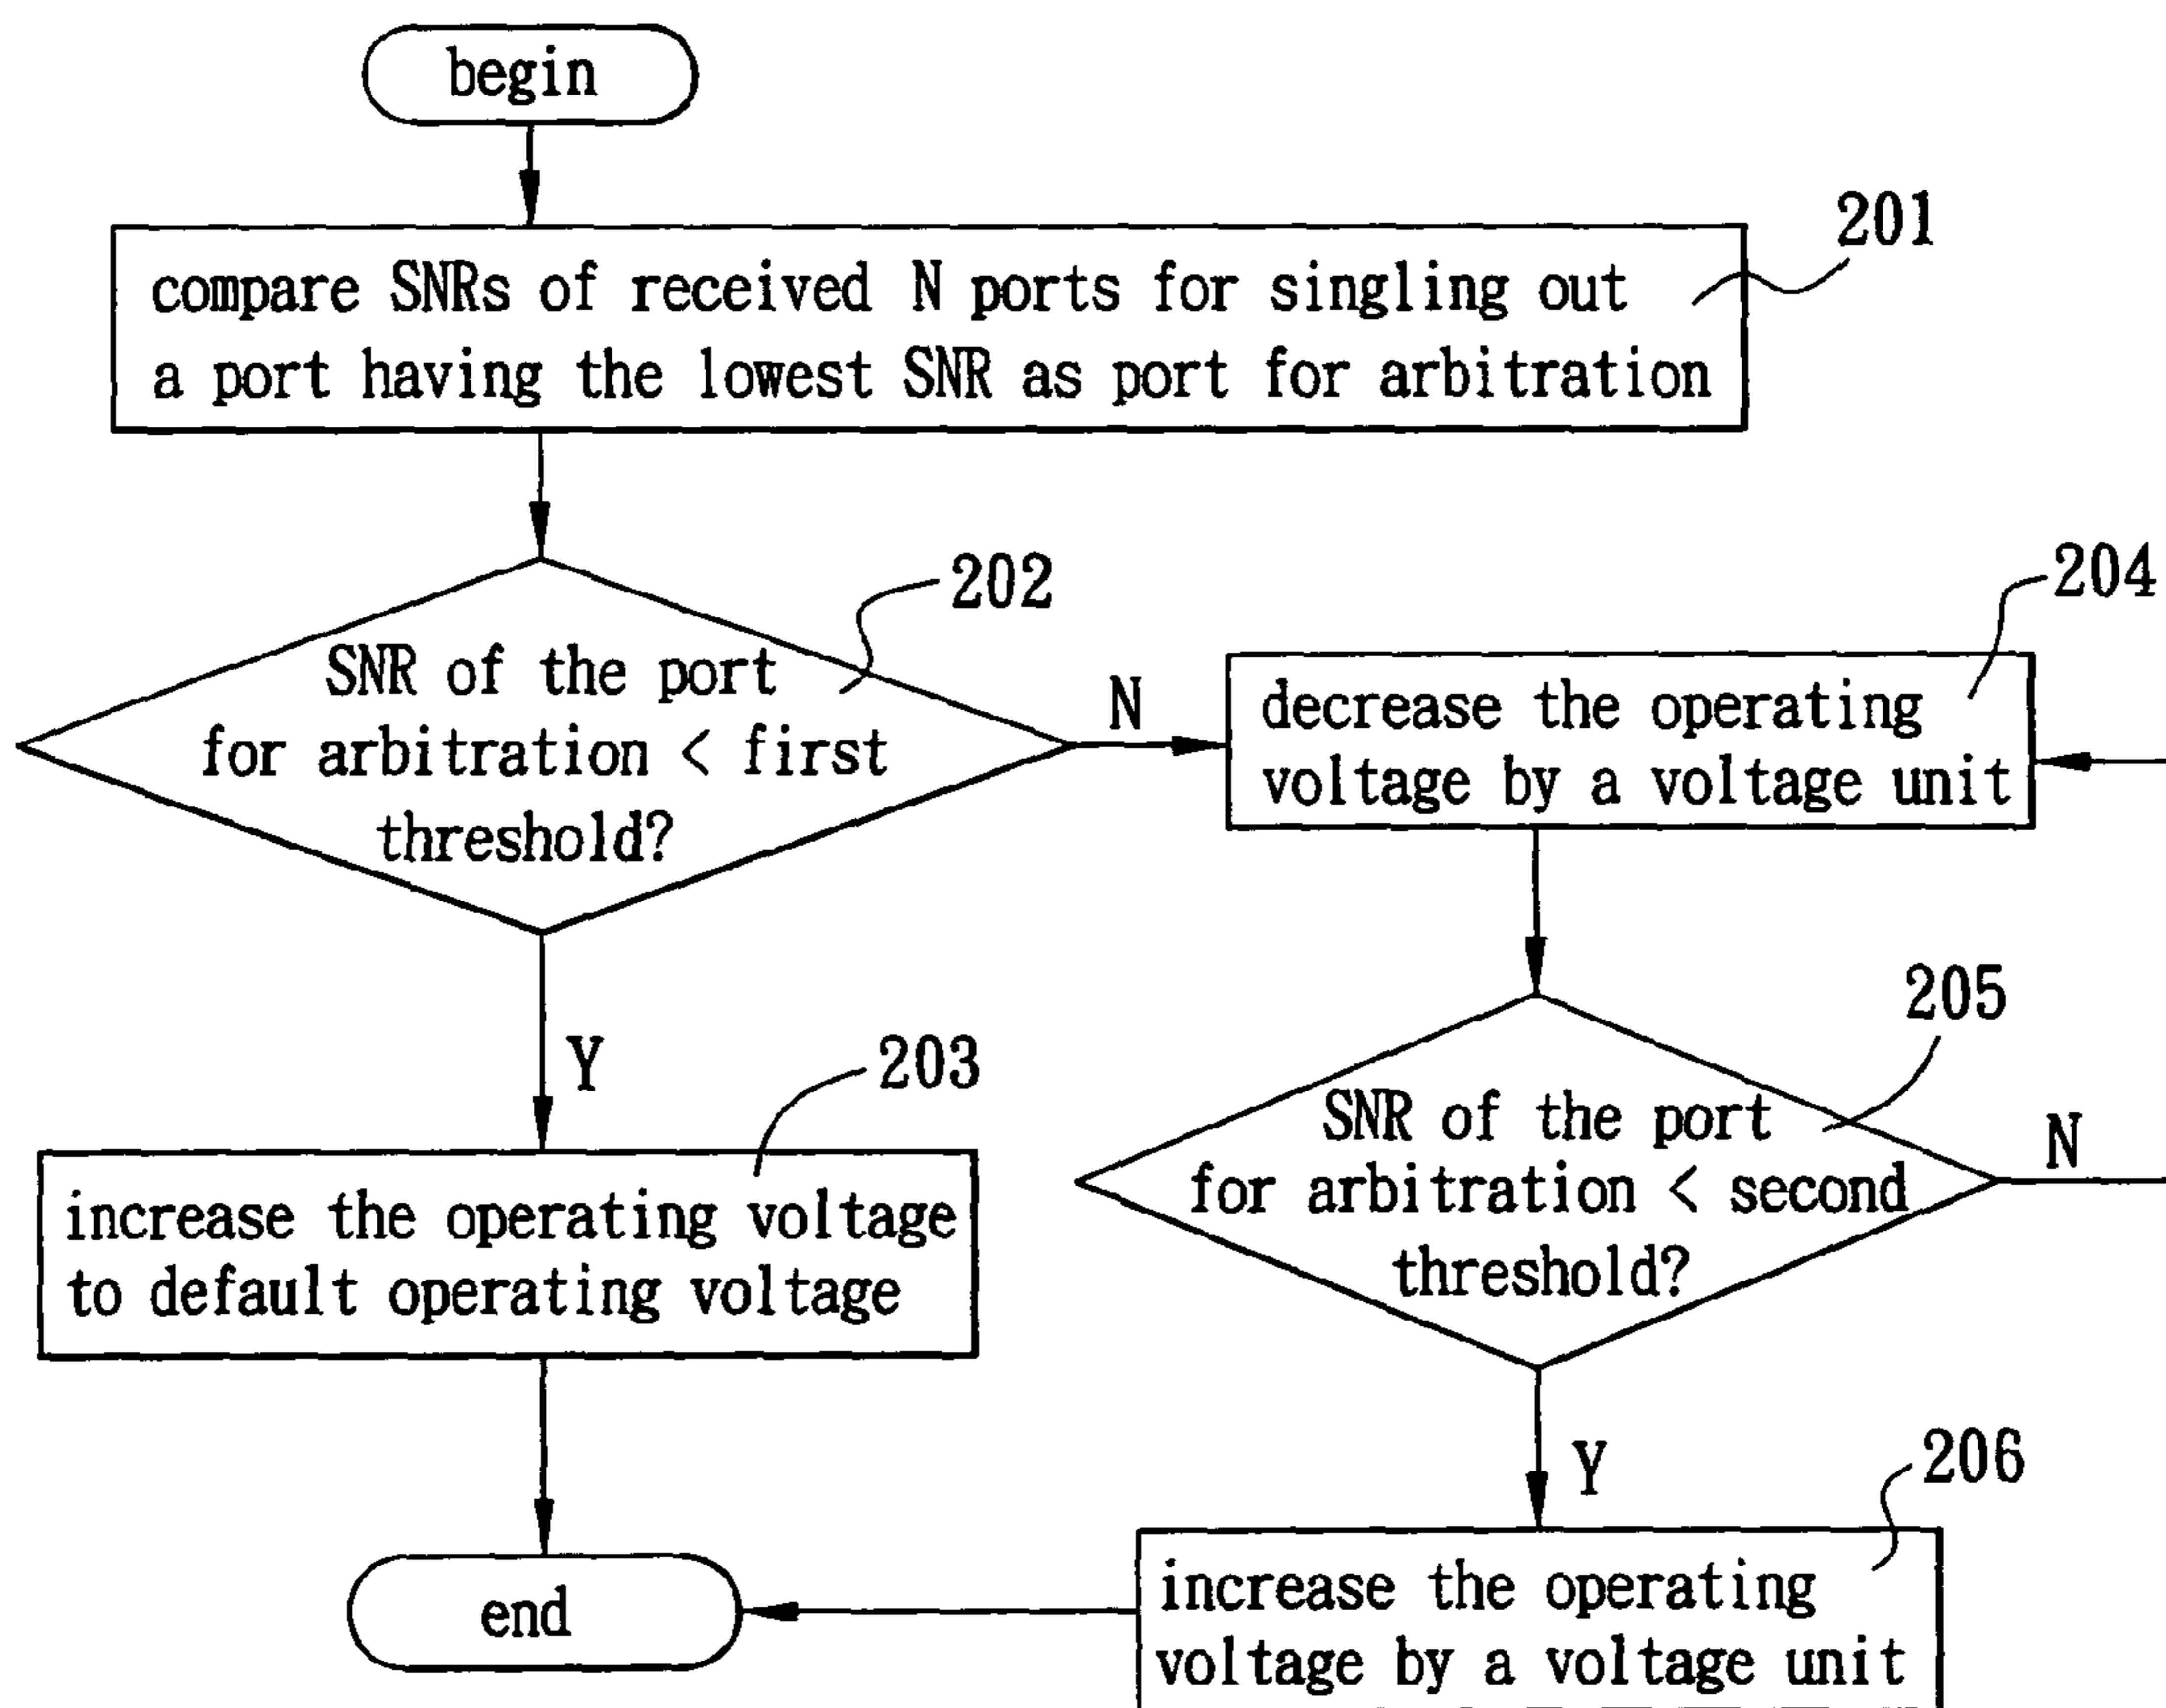 begin
201
compare SNRs of received N ports for singling out
a port having the lowest SNR as port for arbitration
202
SNR of the port
for arbitration < first
threshold?
N
204
decrease the operating
voltage by a voltage unit
Y
203
increase the operating voltage
to default operating voltage
205
SNR of the port
for arbitration < second
threshold?
N
Y
206
increase the operating
voltage by a voltage unit
end